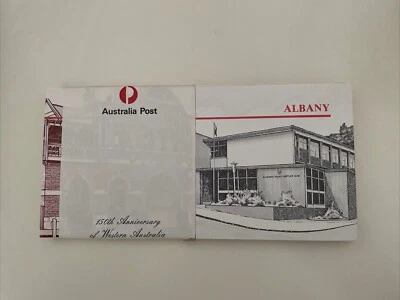 Australia Post
150th Anniversary
of Western Australia
ALBANY